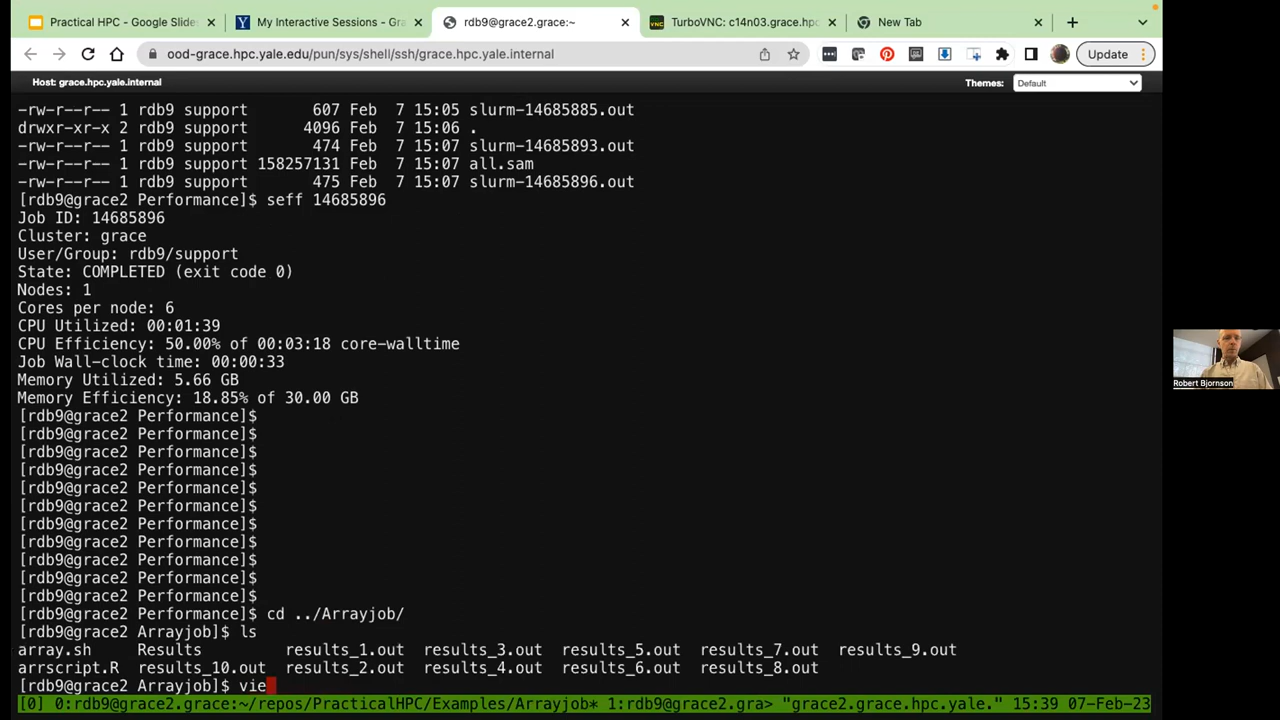 Practical HPC - Google Slides
My Interactive Sessions - Gra
rdb9@grace2.grace:~
TurboVNC: c14n03.grace.hpc
New Tab
ood-grace.hpc.yale.edu/pun/sys/shell/ssh/grace.hpc.yale.internal
Update
Host: grace.hpc.yale.internal
Themes: Default
-rw-r--r-- 1 rdb9 support 607 Feb 7 15:05 slurm-14685885.out
drwxr-xr-x 2 rdb9 support 4096 Feb 7 15:06 .
-rw-r--r-- 1 rdb9 support 474 Feb 7 15:07 slurm-14685893.out
-rw-r--r-- 1 rdb9 support 158257131 Feb 7 15:07 all.sam
-rw-r--r-- 1 rdb9 support 475 Feb 7 15:07 slurm-14685896.out
[rdb9@grace2 Performance]$ seff 14685896
Job ID: 14685896
Cluster: grace
User/Group: rdb9/support
State: COMPLETED (exit code 0)
Nodes: 1
Cores per node: 6
CPU Utilized: 00:01:39
CPU Efficiency: 50.00% of 00:03:18 core-walltime
Job Wall-clock time: 00:00:33
Memory Utilized: 5.66 GB
Memory Efficiency: 18.85% of 30.00 GB
[rdb9@grace2 Performance]$
[rdb9@grace2 Performance]$
[rdb9@grace2 Performance]$
[rdb9@grace2 Performance]$
[rdb9@grace2 Performance]$
[rdb9@grace2 Performance]$
[rdb9@grace2 Performance]$
[rdb9@grace2 Performance]$
[rdb9@grace2 Performance]$
[rdb9@grace2 Performance]$
[rdb9@grace2 Performance]$
[rdb9@grace2 Performance]$ cd ../Arrayjob/
[rdb9@grace2 Arrayjob]$ ls
array.sh Results results_1.out results_3.out results_5.out results_7.out results_9.out
arrscript.R results_10.out results_2.out results_4.out results_6.out results_8.out
[rdb9@grace2 Arrayjob]$ vie
[0] 0:rdb9@grace2.grace:~/repos/PracticalHPC/Examples/Arrayjob* 1:rdb9@grace2.gra> "grace2.grace.hpc.yale." 15:39 07-Feb-23
Robert Bjornson